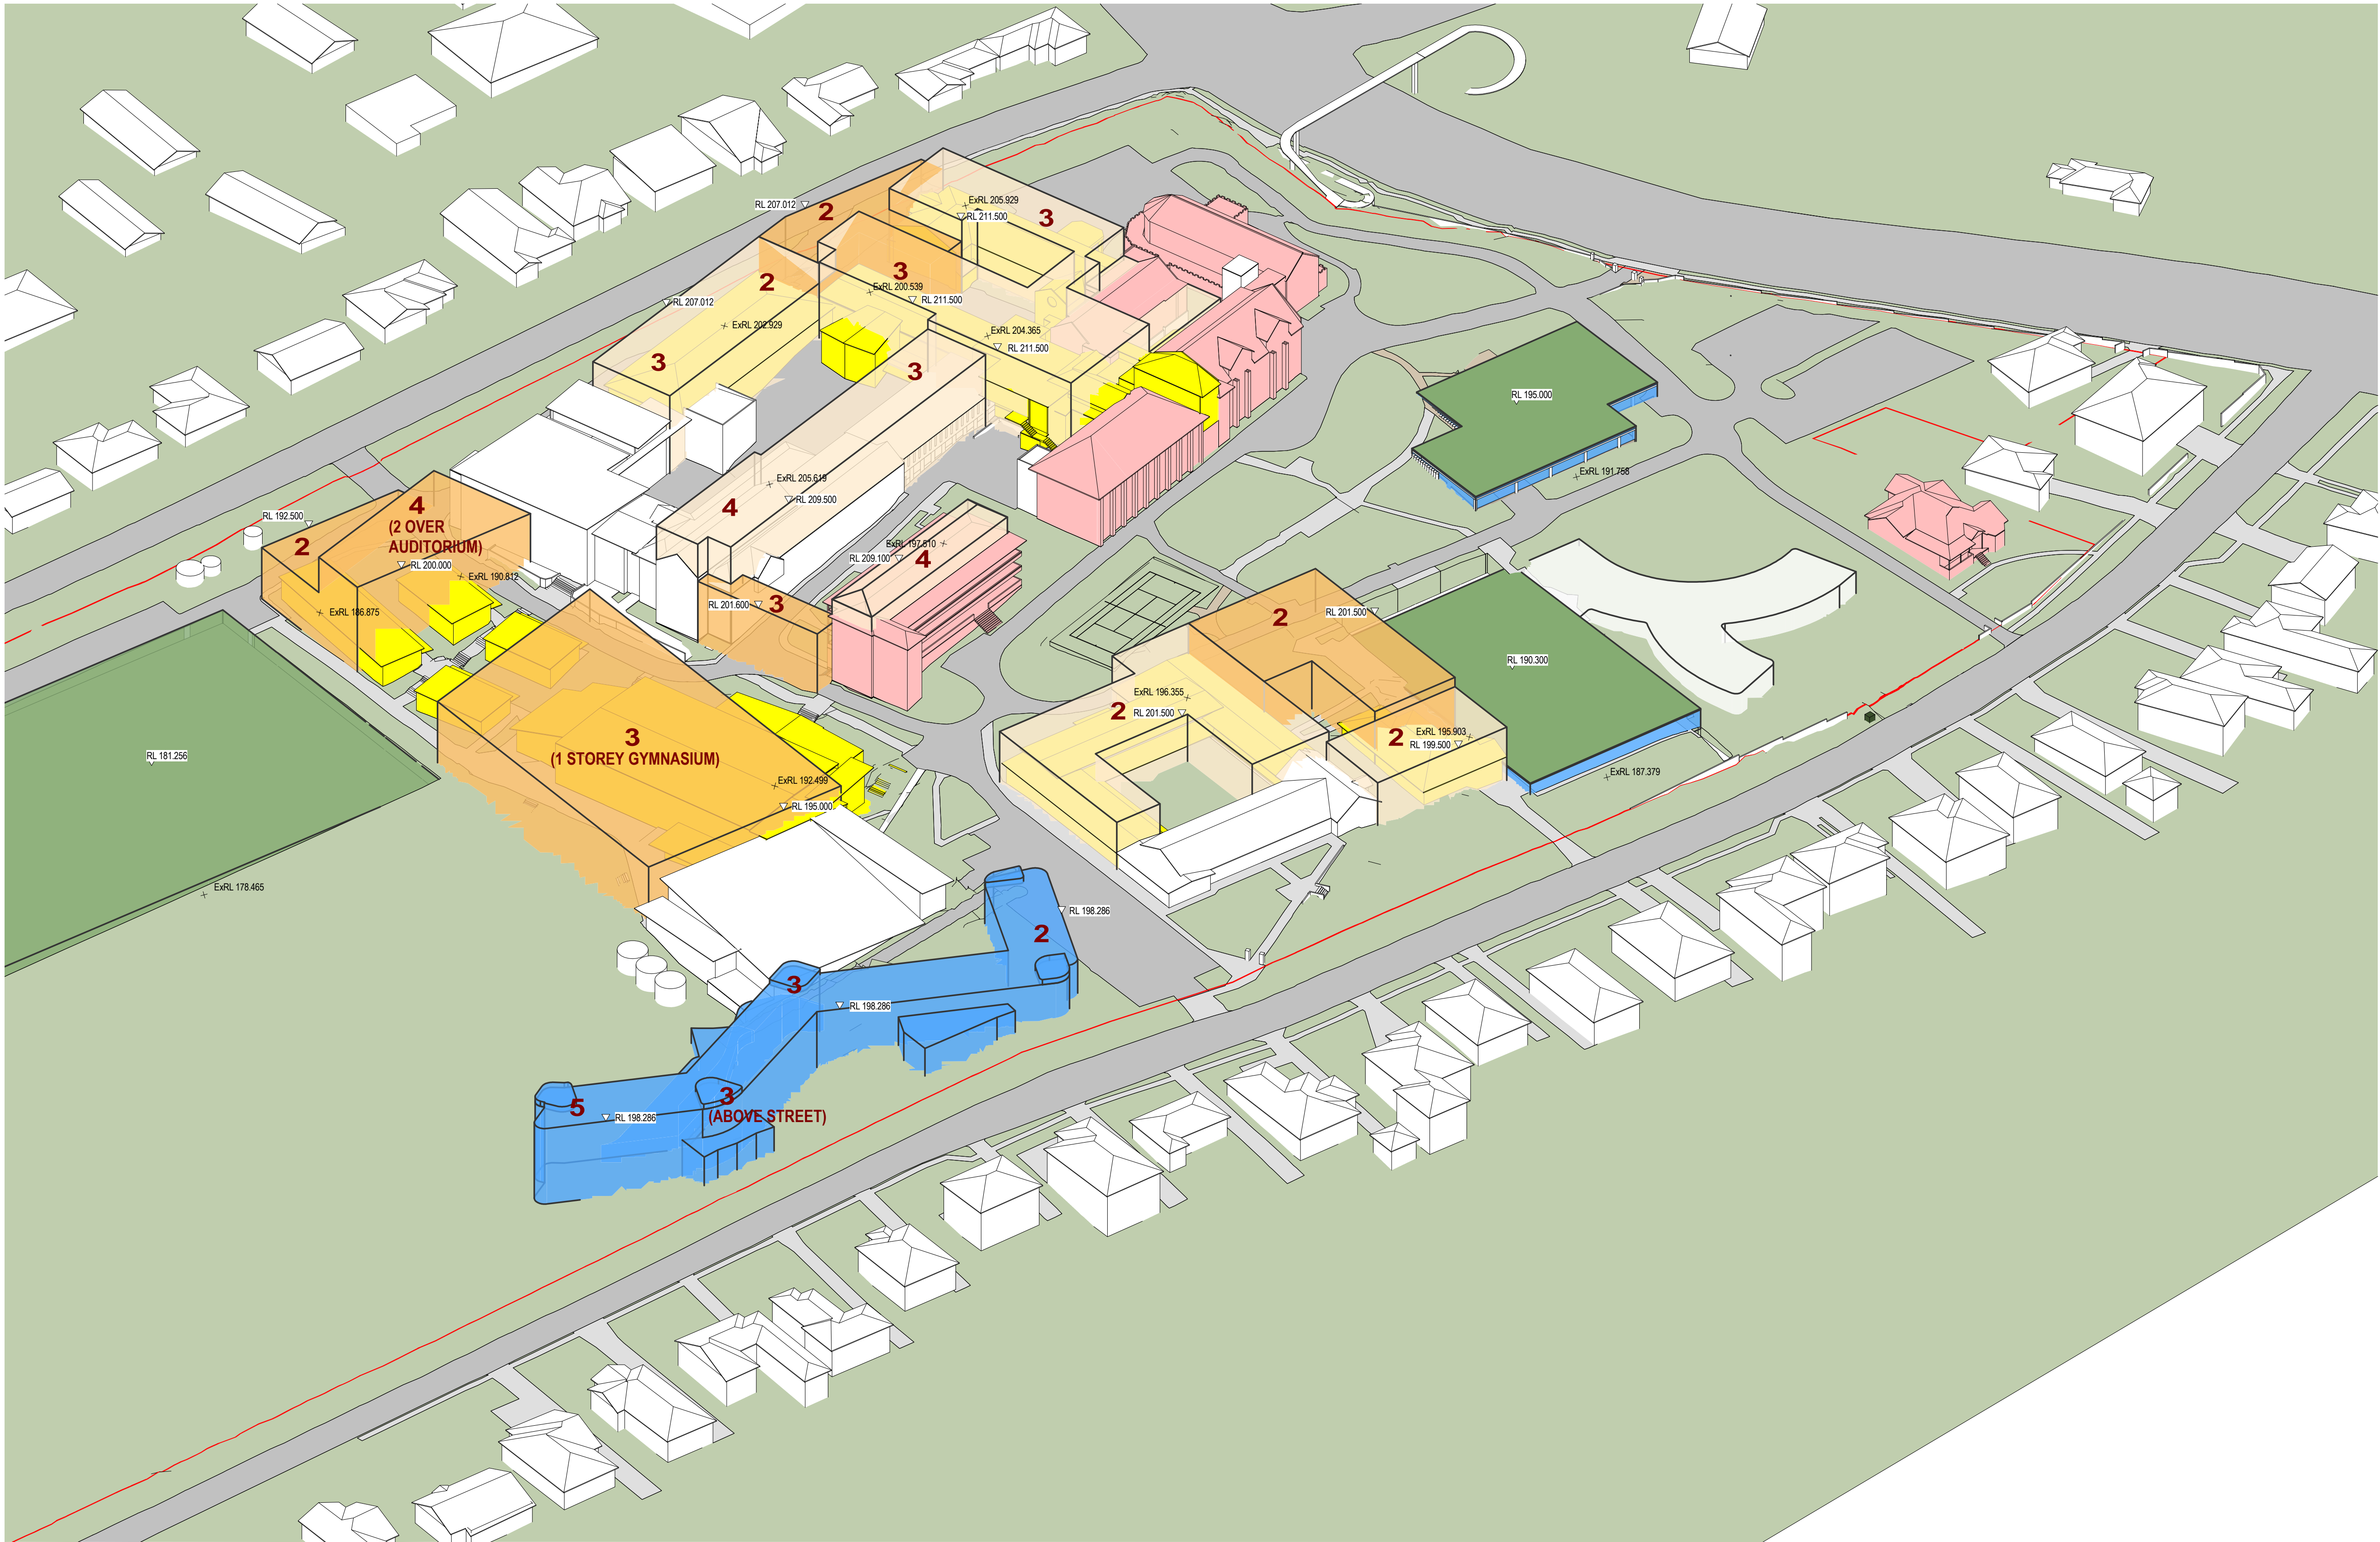 RL 207.012
2
ExRL 205.929
RL 211.500
3
2
3
ExRL 200.539
RL 211.500
RL 207.012
ExRL 202.929
ExRL 204.365
RL 211.500
3
3
RL 195.000
ExRL 191.768
ExRL 205.619
RL 209.500
4
4
(2 OVER
AUDITORIUM)
RL 192.500
2
RL 200.000
ExRL 190.812
ExRL 186.875
ExRL 197.610
RL 209.100
4
RL 201.600
3
RL 201.500
2
RL 190.300
ExRL 196.355
2
RL 201.500
ExRL 195.903
2
RL 199.500
3
(1 STOREY GYMNASIUM)
RL 181.256
ExRL 187.379
ExRL 192.499
RL 195.000
ExRL 178.465
RL 198.286
2
3
RL 198.286
5
RL 198.286
3
(ABOVE STREET)